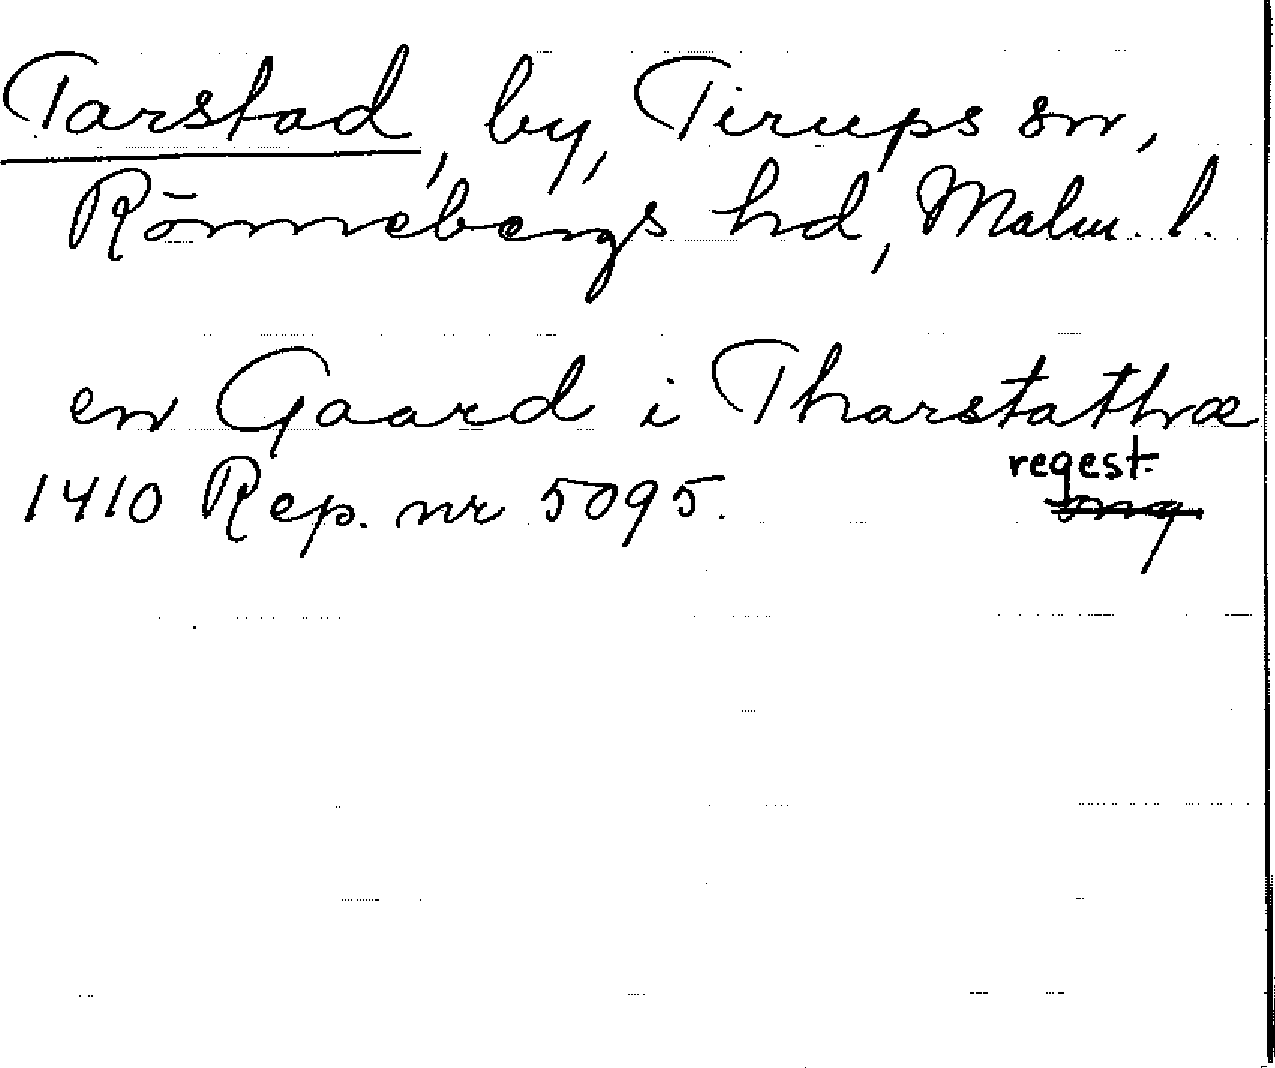 Tarstad, by, Tirups sn,
Rönnebergs hd, Malm. l.
en Gaard i Tharstathæ
regest.
1410 Rep. nr 5095.